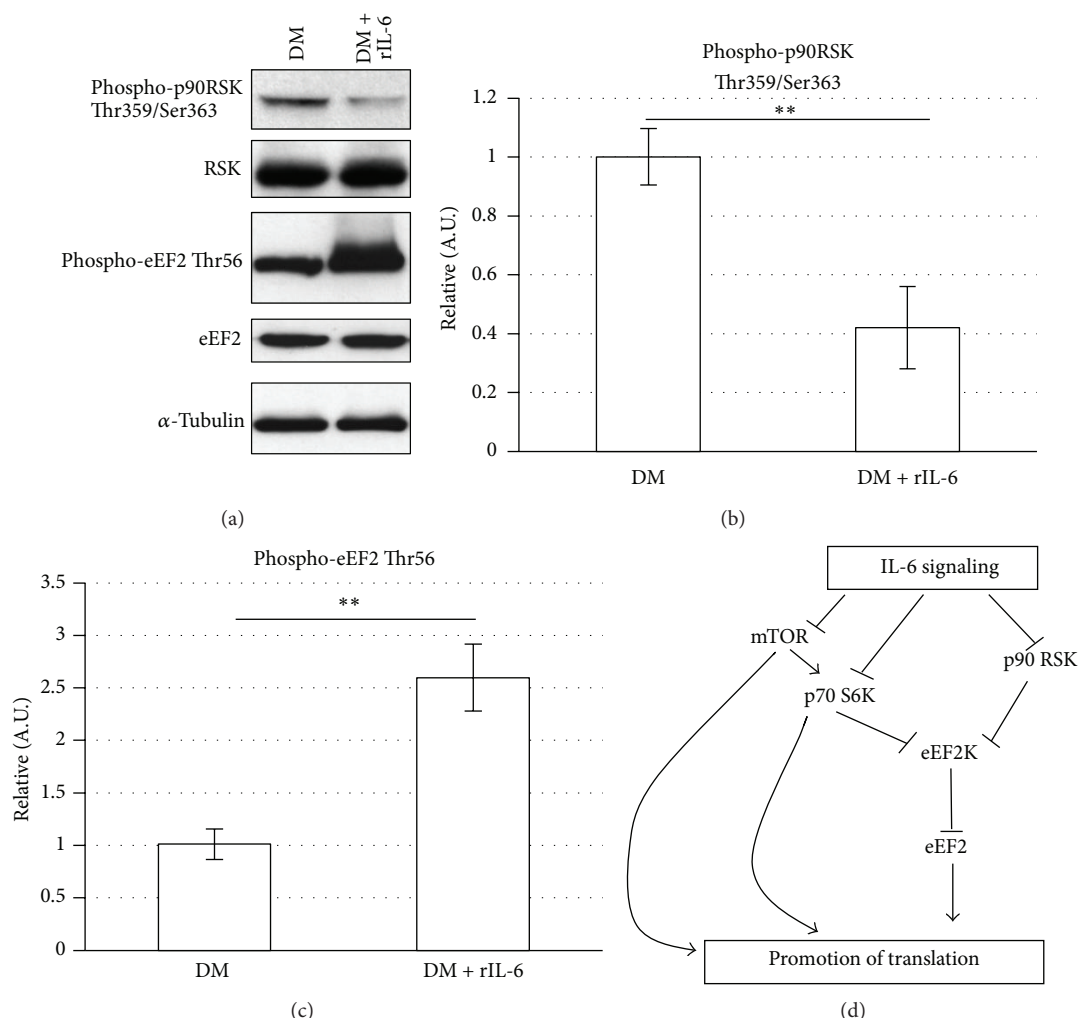 DM
DM +
rIL-6
Phospho-p90RSK
Thr359/Ser363
RSK
Phospho-eEF2 Thr56
eEF2
α-Tubulin
(a)
Phospho-p90RSK
Thr359/Ser363
Relative (A.U.)
1.2
1
0.8
0.6
0.4
0.2
0
**
DM
DM + rIL-6
(b)
Phospho-eEF2 Thr56
Relative (A.U.)
3.5
3
2.5
2
1.5
1
0.5
0
**
DM
DM + rIL-6
(c)
IL-6 signaling
mTOR
p90 RSK
p70 S6K
eEF2K
eEF2
Promotion of translation
(d)